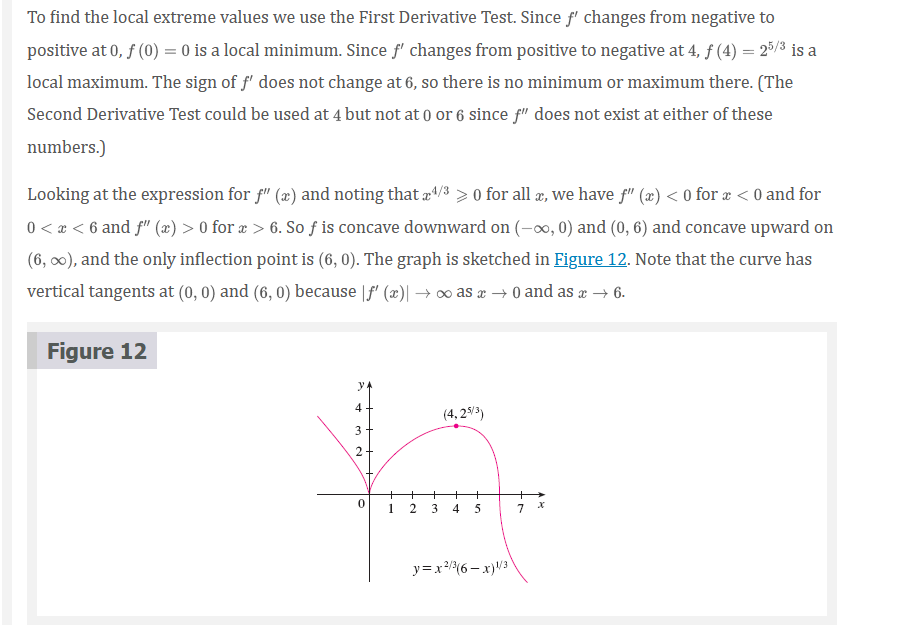 To find the local extreme values we use the First Derivative Test. Since f′ changes from negative to
positive at 0, f (0) = 0 is a local minimum. Since f′ changes from positive to negative at 4, f (4) = 2^{5/3} is a
local maximum. The sign of f′ does not change at 6, so there is no minimum or maximum there. (The
Second Derivative Test could be used at 4 but not at 0 or 6 since f″ does not exist at either of these
numbers.)
Looking at the expression for f″ (x) and noting that x^{4/3} ⩾ 0 for all x, we have f″ (x) < 0 for x < 0 and for
0 < x < 6 and f″ (x) > 0 for x > 6. So f is concave downward on (−∞, 0) and (0, 6) and concave upward on
(6, ∞), and the only inflection point is (6, 0). The graph is sketched in Figure 12. Note that the curve has
vertical tangents at (0, 0) and (6, 0) because |f′ (x)| → ∞ as x → 0 and as x → 6.
Figure 12
y
4
(4, 2^{5/3})
3
2
0 1 2 3 4 5 7 x
y = x^{2/3}(6 − x)^{1/3}